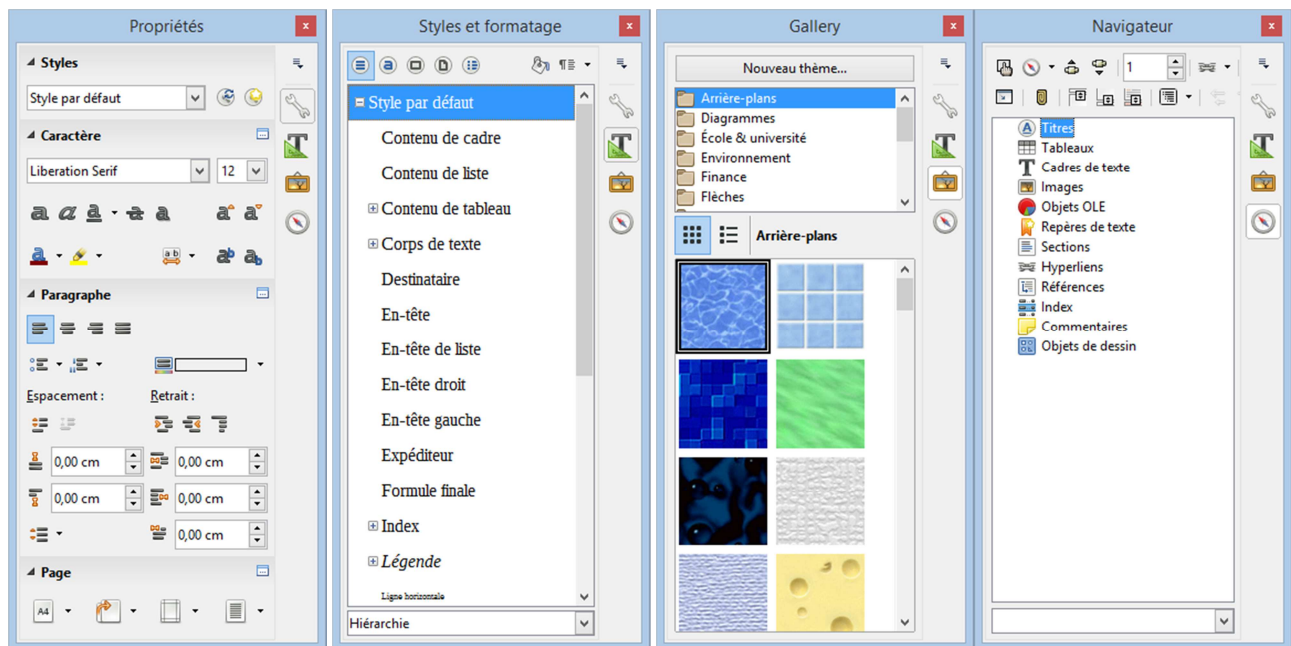 Propriétés
Styles
Style par défaut
Caractère
Liberation Serif
12
Paragraphe
Espacement :
Retrait :
0,00 cm
0,00 cm
0,00 cm
0,00 cm
0,00 cm
Page
A4
Styles et formatage
Style par défaut
Contenu de cadre
Contenu de liste
Contenu de tableau
Corps de texte
Destinataire
En-tête
En-tête de liste
En-tête droit
En-tête gauche
Expéditeur
Formule finale
Index
Légende
Ligne horizontale
Hiérarchie
Gallery
Nouveau thème...
Arrière-plans
Diagrammes
École & université
Environnement
Finance
Flèches
Arrière-plans
Navigateur
1
Titres
Tableaux
Cadres de texte
Images
Objets OLE
Repères de texte
Sections
Hyperliens
Références
Index
Commentaires
Objets de dessin